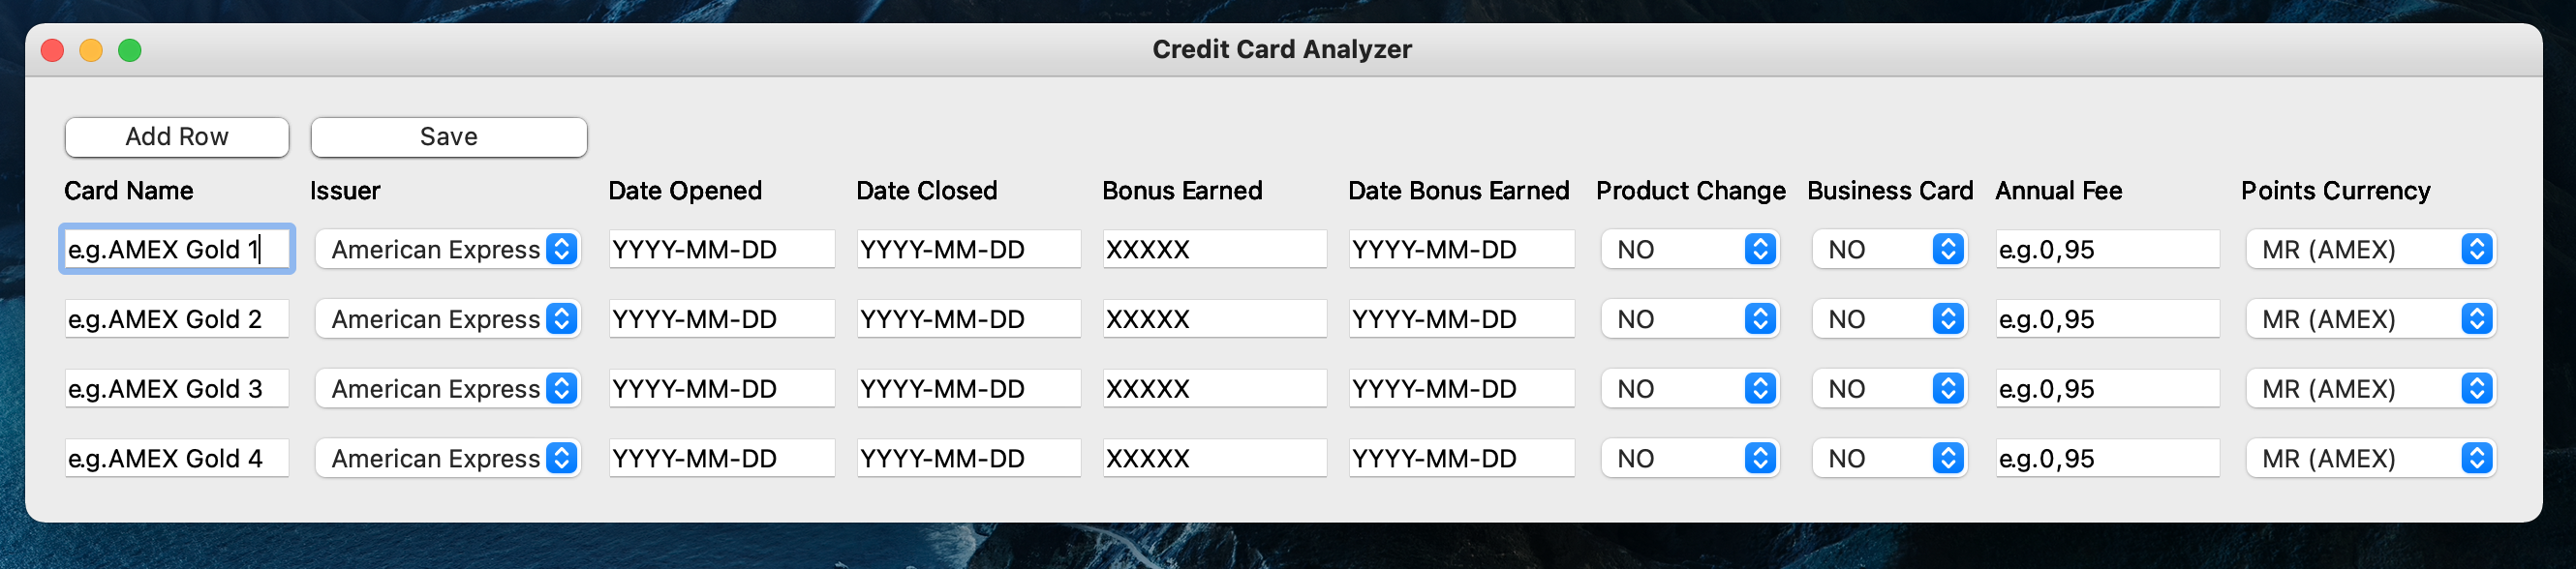 Credit Card Analyzer
Add Row Save
Card Name Issuer Date Opened Date Closed Bonus Earned Date Bonus Earned Product Change Business Card Annual Fee Points Currency
e.g.AMEX Gold 1 American Express YYYY-MM-DD YYYY-MM-DD XXXXX YYYY-MM-DD NO NO e.g.0,95 MR (AMEX)
e.g.AMEX Gold 2 American Express YYYY-MM-DD YYYY-MM-DD XXXXX YYYY-MM-DD NO NO e.g.0,95 MR (AMEX)
e.g.AMEX Gold 3 American Express YYYY-MM-DD YYYY-MM-DD XXXXX YYYY-MM-DD NO NO e.g.0,95 MR (AMEX)
e.g.AMEX Gold 4 American Express YYYY-MM-DD YYYY-MM-DD XXXXX YYYY-MM-DD NO NO e.g.0,95 MR (AMEX)